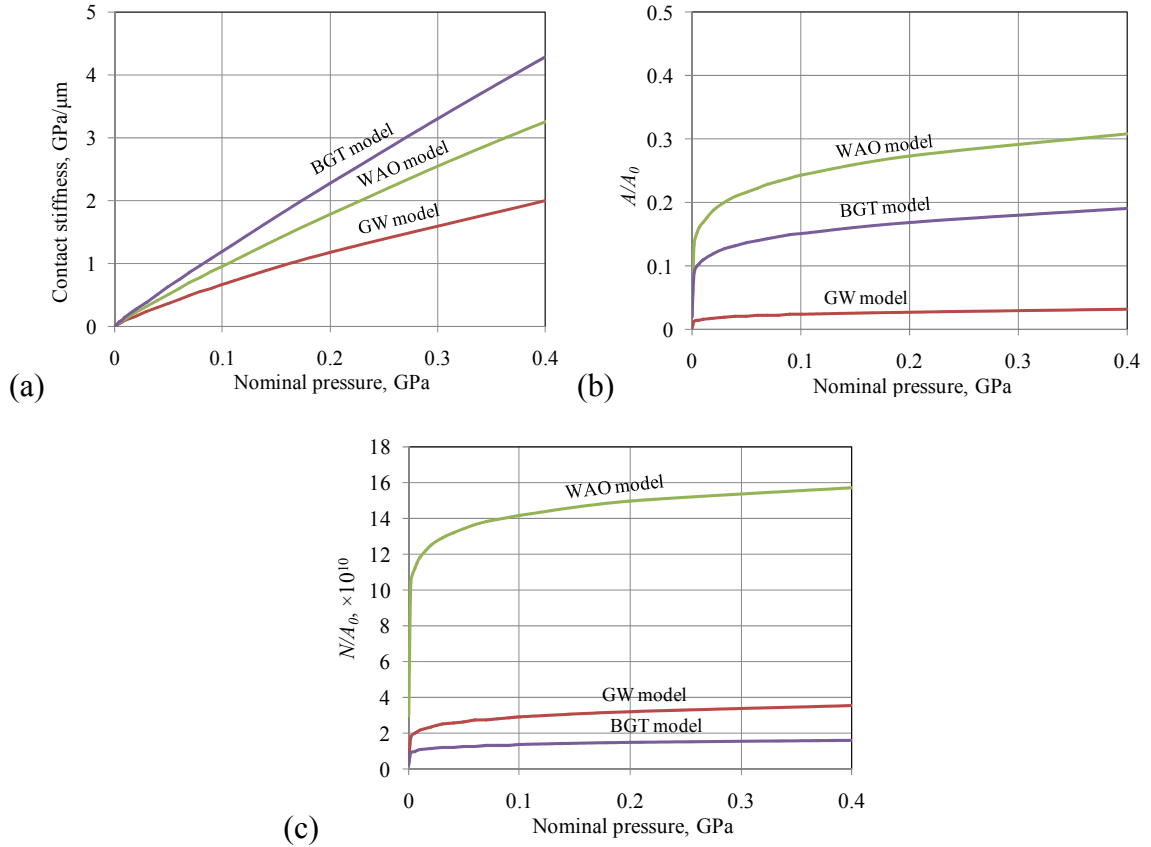 5
4
3
2
1
0
Contact stiffness, GPa/μm
BGT model
WAO model
GW model
0 0.1 0.2 0.3 0.4
Nominal pressure, GPa
(a)
0.5
0.4
0.3
0.2
0.1
0
A/A0
WAO model
BGT model
GW model
0 0.1 0.2 0.3 0.4
Nominal pressure, GPa
(b)
18
16
14
12
10
8
6
4
2
0
N/A0, ×10^10
WAO model
GW model
BGT model
0 0.1 0.2 0.3 0.4
Nominal pressure, GPa
(c)